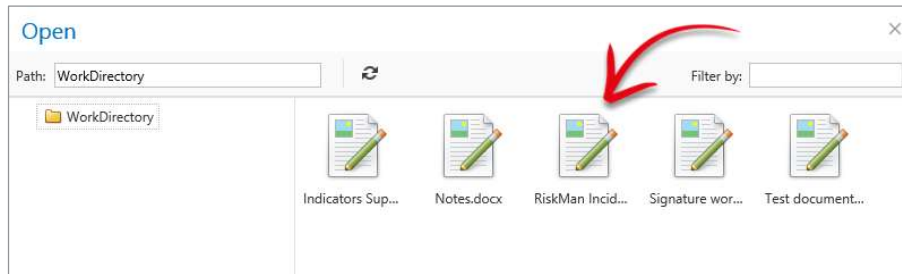 Open
Path: WorkDirectory Filter by:
WorkDirectory
Indicators Sup... Notes.docx RiskMan Incid... Signature wor... Test document...